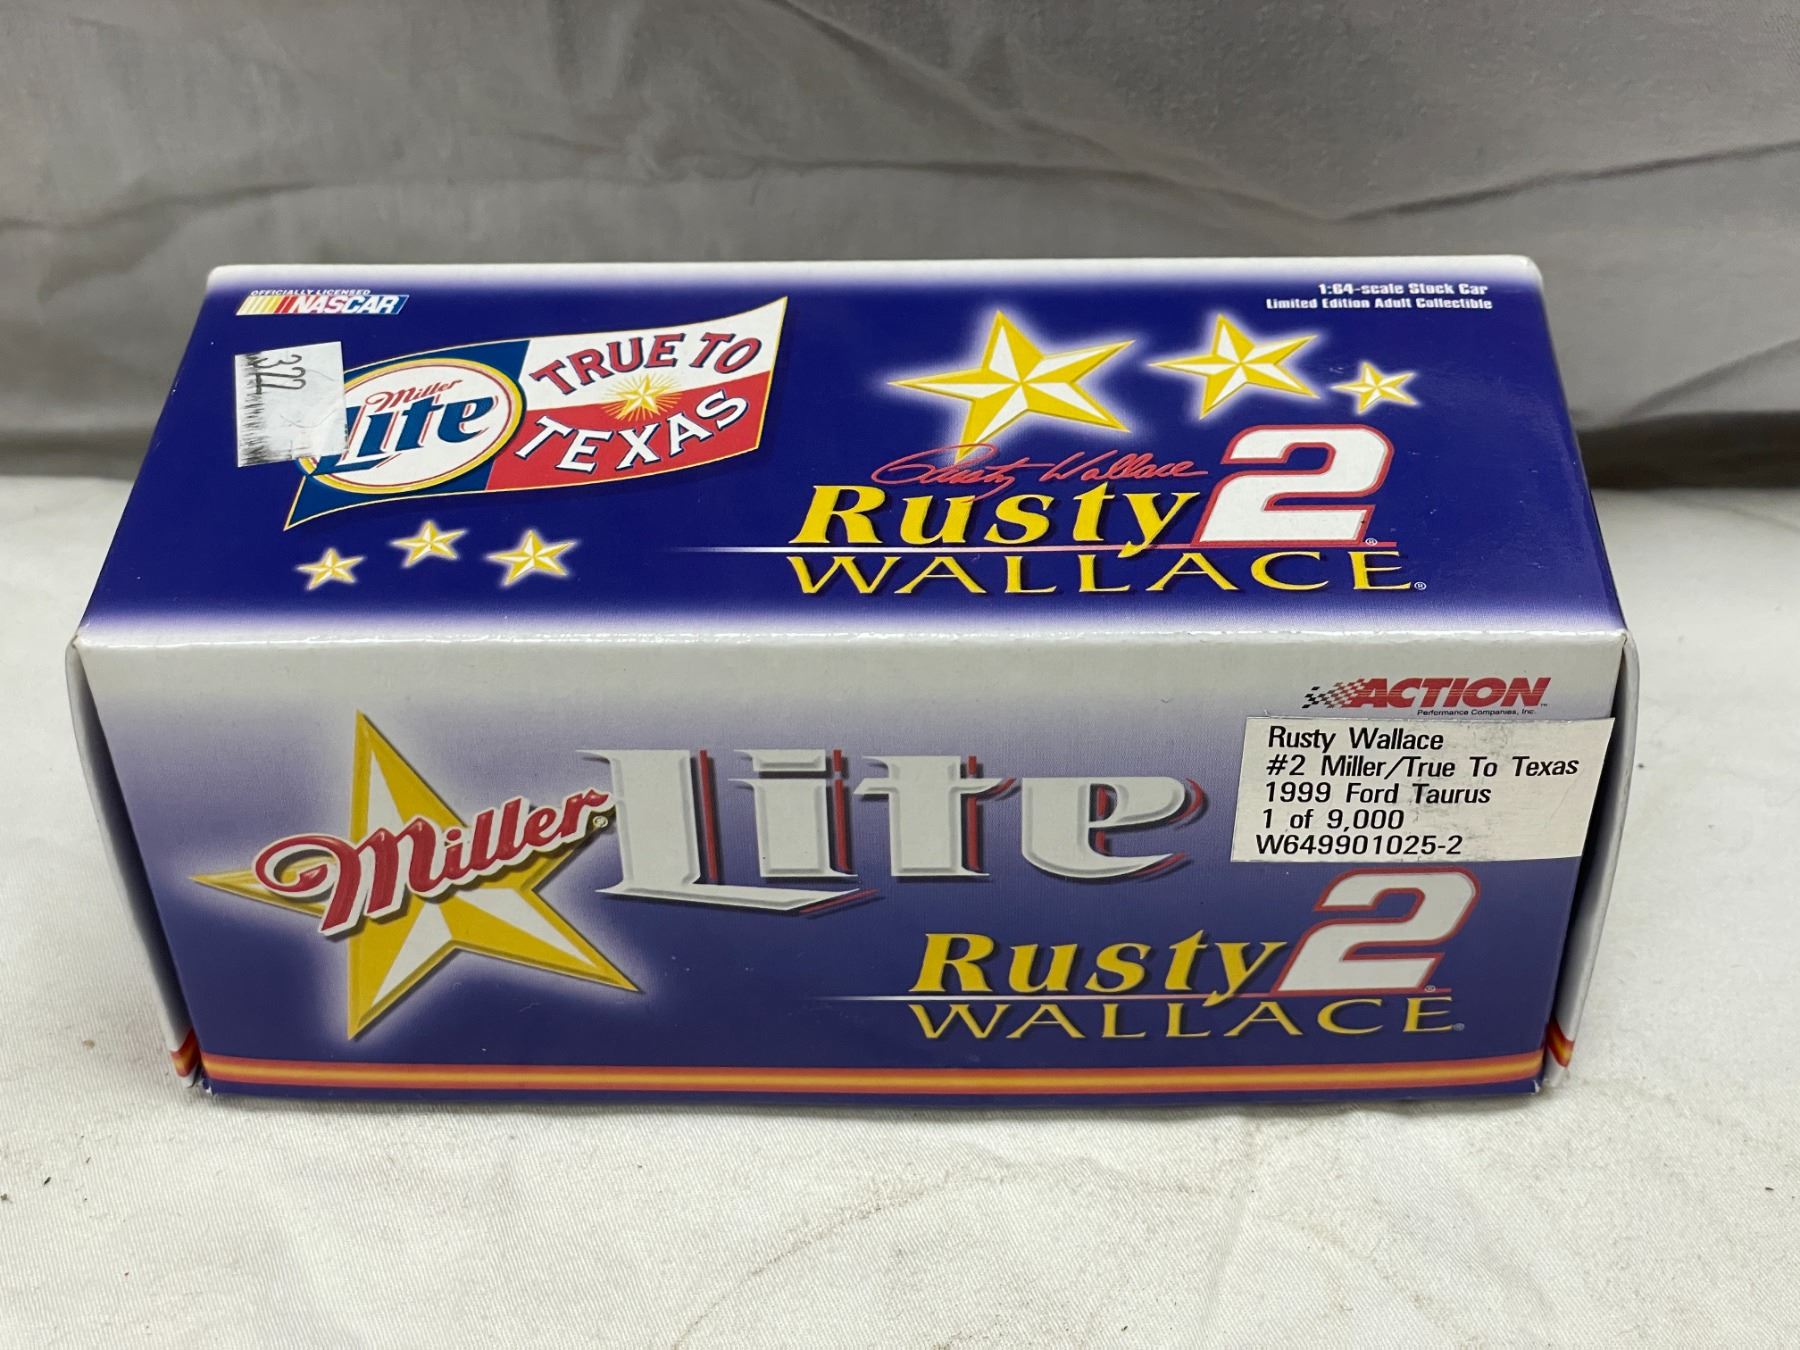 OFFICIALLY LICENSED
NASCAR
1:64-scale Stock Car
Limited Edition Adult Collectible
322
Miller
Lite
TRUE TO
TEXAS
Rusty Wallace
Rusty 2®
WALLACE®
ACTION™
Performance Companies, Inc.
Rusty Wallace
#2 Miller/True To Texas
1999 Ford Taurus
1 of 9,000
W649901025-2
Miller® Lite
Rusty 2®
WALLACE®